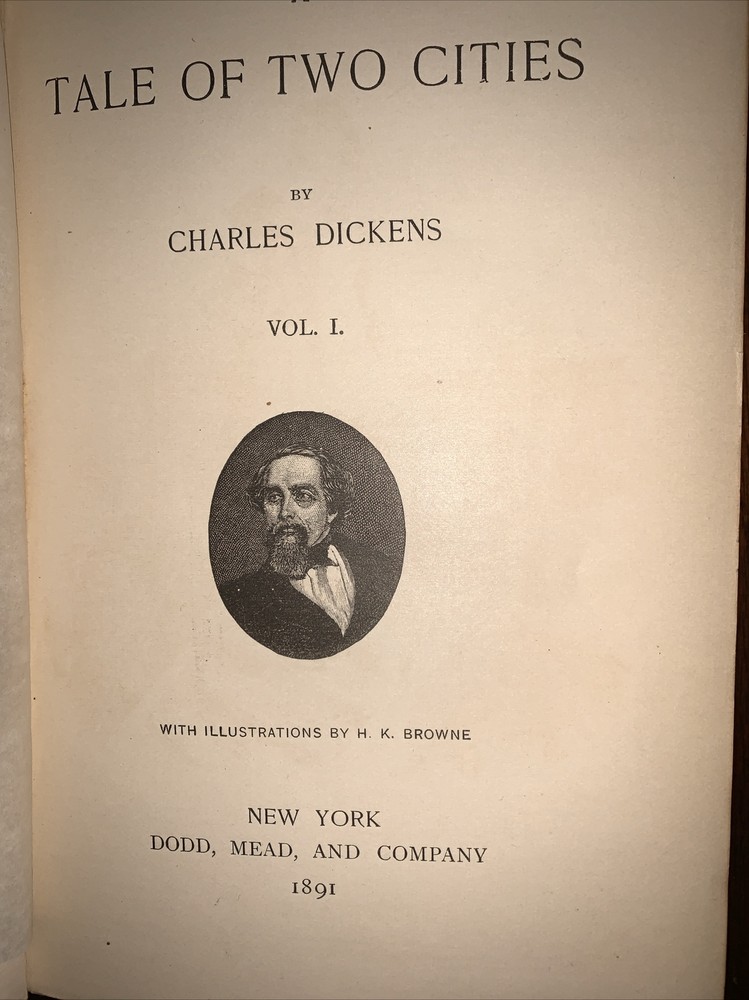 TALE OF TWO CITIES
BY
CHARLES DICKENS
VOL. I.
WITH ILLUSTRATIONS BY H. K. BROWNE
NEW YORK
DODD, MEAD, AND COMPANY
1891